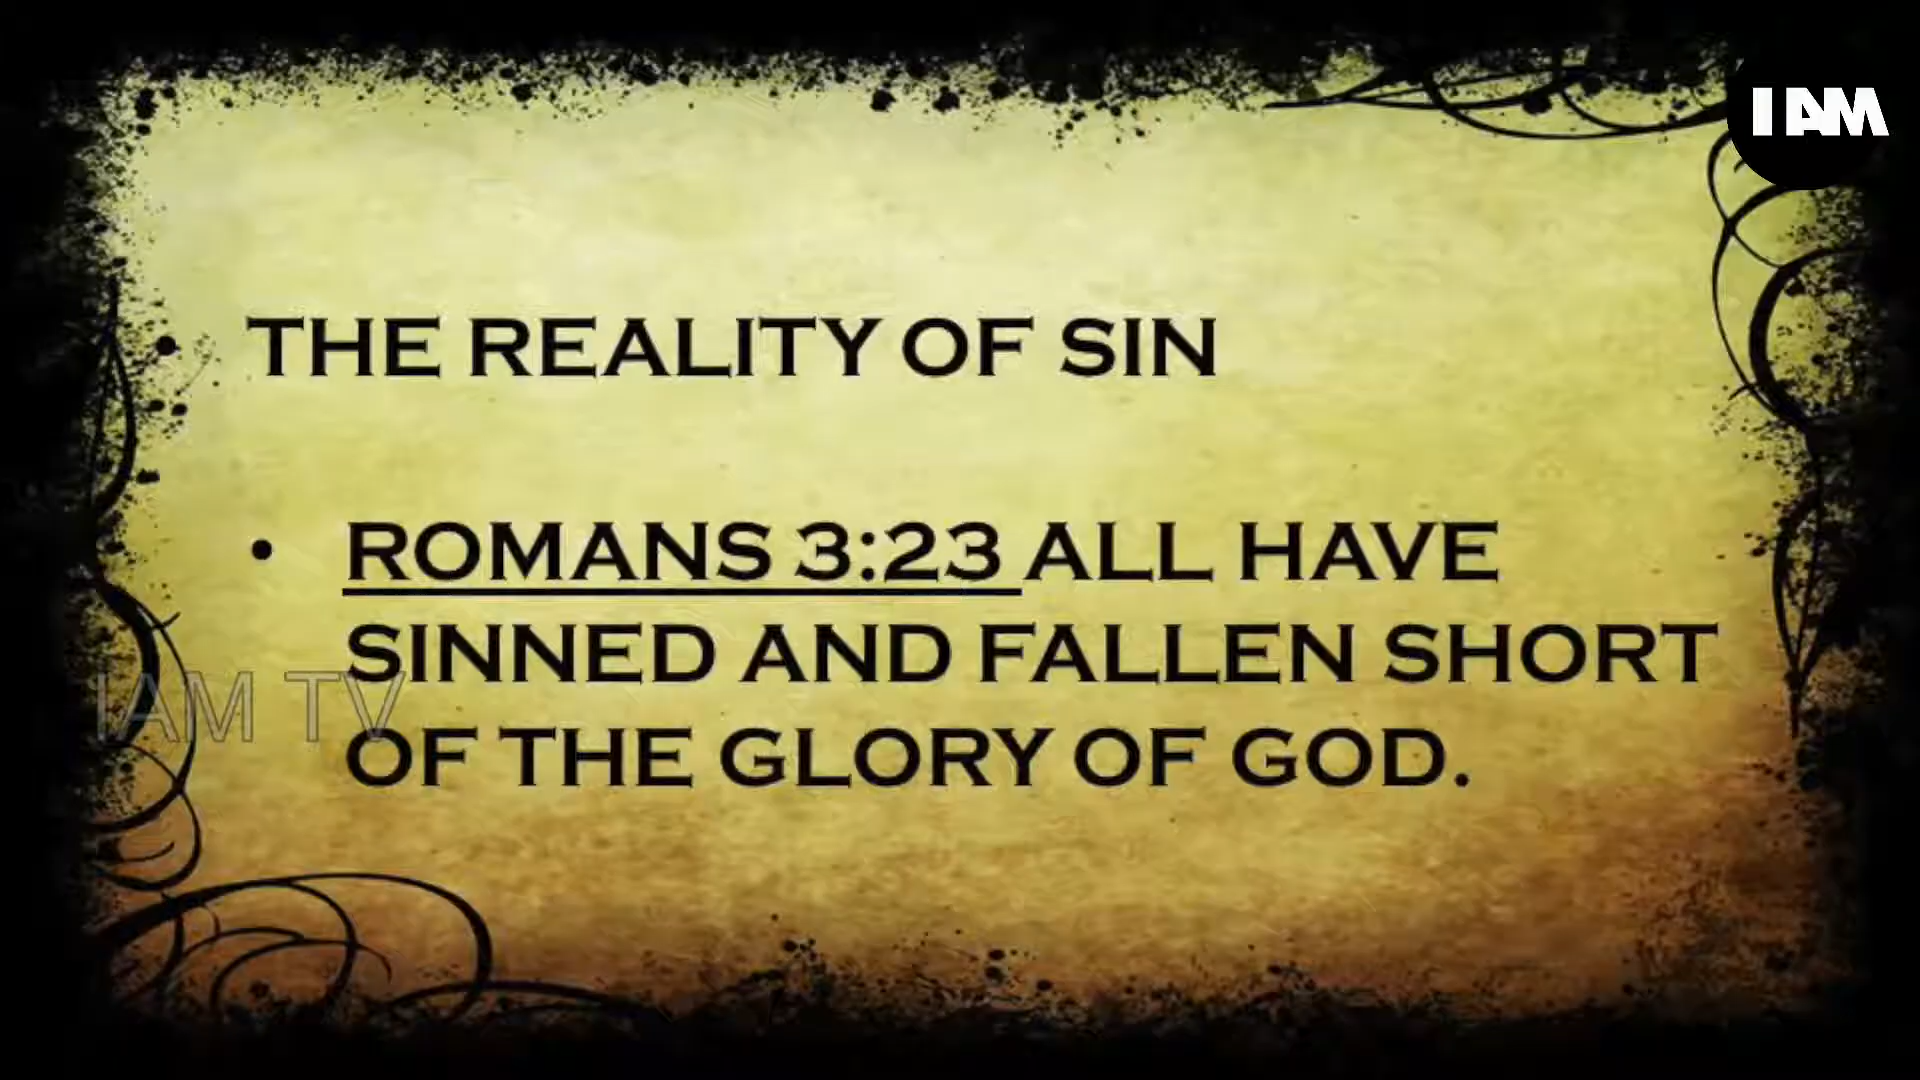 I AM
THE REALITY OF SIN
• ROMANS 3:23 ALL HAVE
SINNED AND FALLEN SHORT
IAM TV
OF THE GLORY OF GOD.